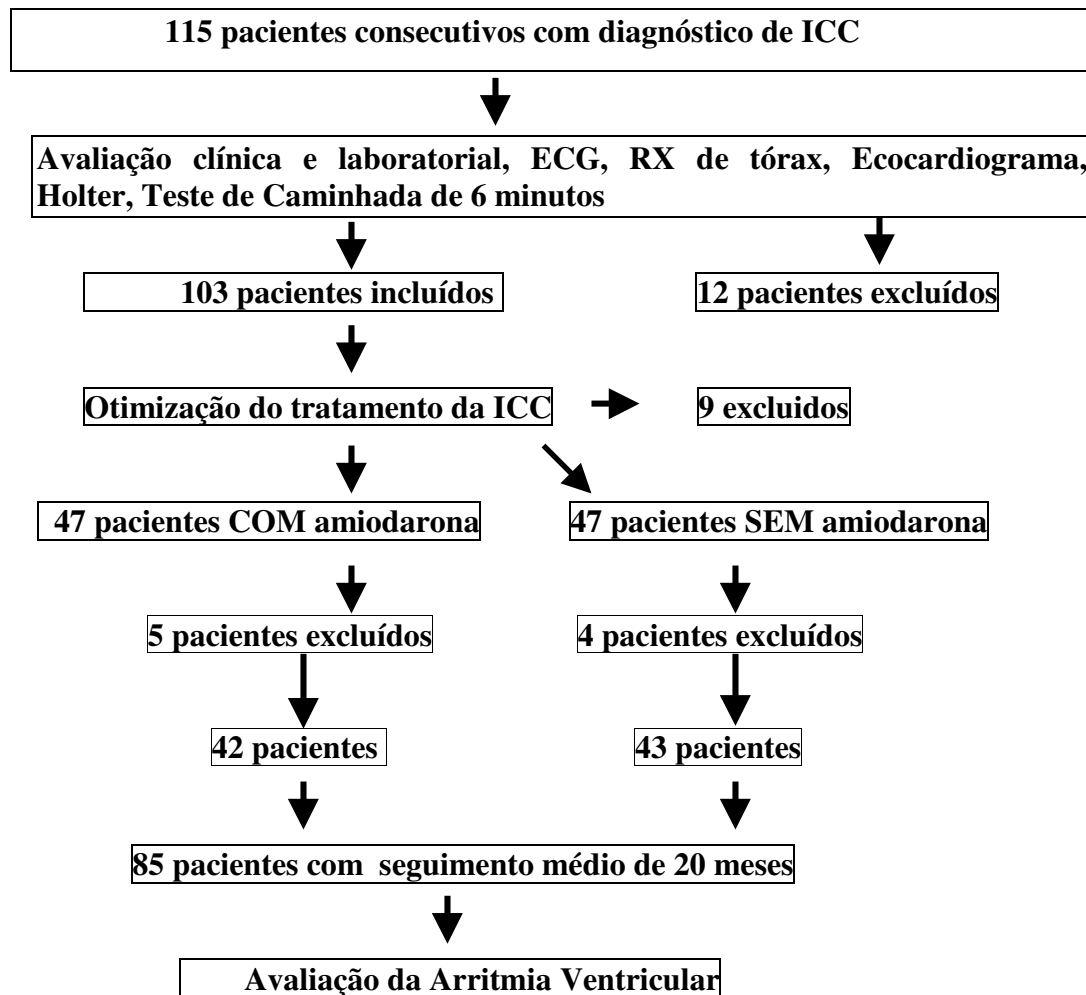 115 pacientes consecutivos com diagnóstico de ICC
Avaliação clínica e laboratorial, ECG, RX de tórax, Ecocardiograma,
Holter, Teste de Caminhada de 6 minutos
103 pacientes incluídos
12 pacientes excluídos
Otimização do tratamento da ICC
9 excluidos
47 pacientes COM amiodarona
47 pacientes SEM amiodarona
5 pacientes excluídos
4 pacientes excluídos
42 pacientes
43 pacientes
85 pacientes com seguimento médio de 20 meses
Avaliação da Arritmia Ventricular